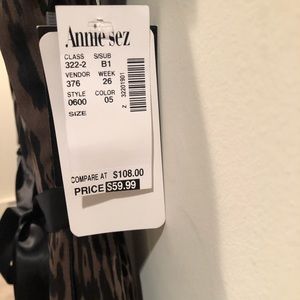 Annie sez
CLASS S/SUB
322-2 B1
VENDOR WEEK
376 26
STYLE COLOR
0600 05
SIZE
Z 32201901
COMPARE AT $108.00
PRICE $59.99